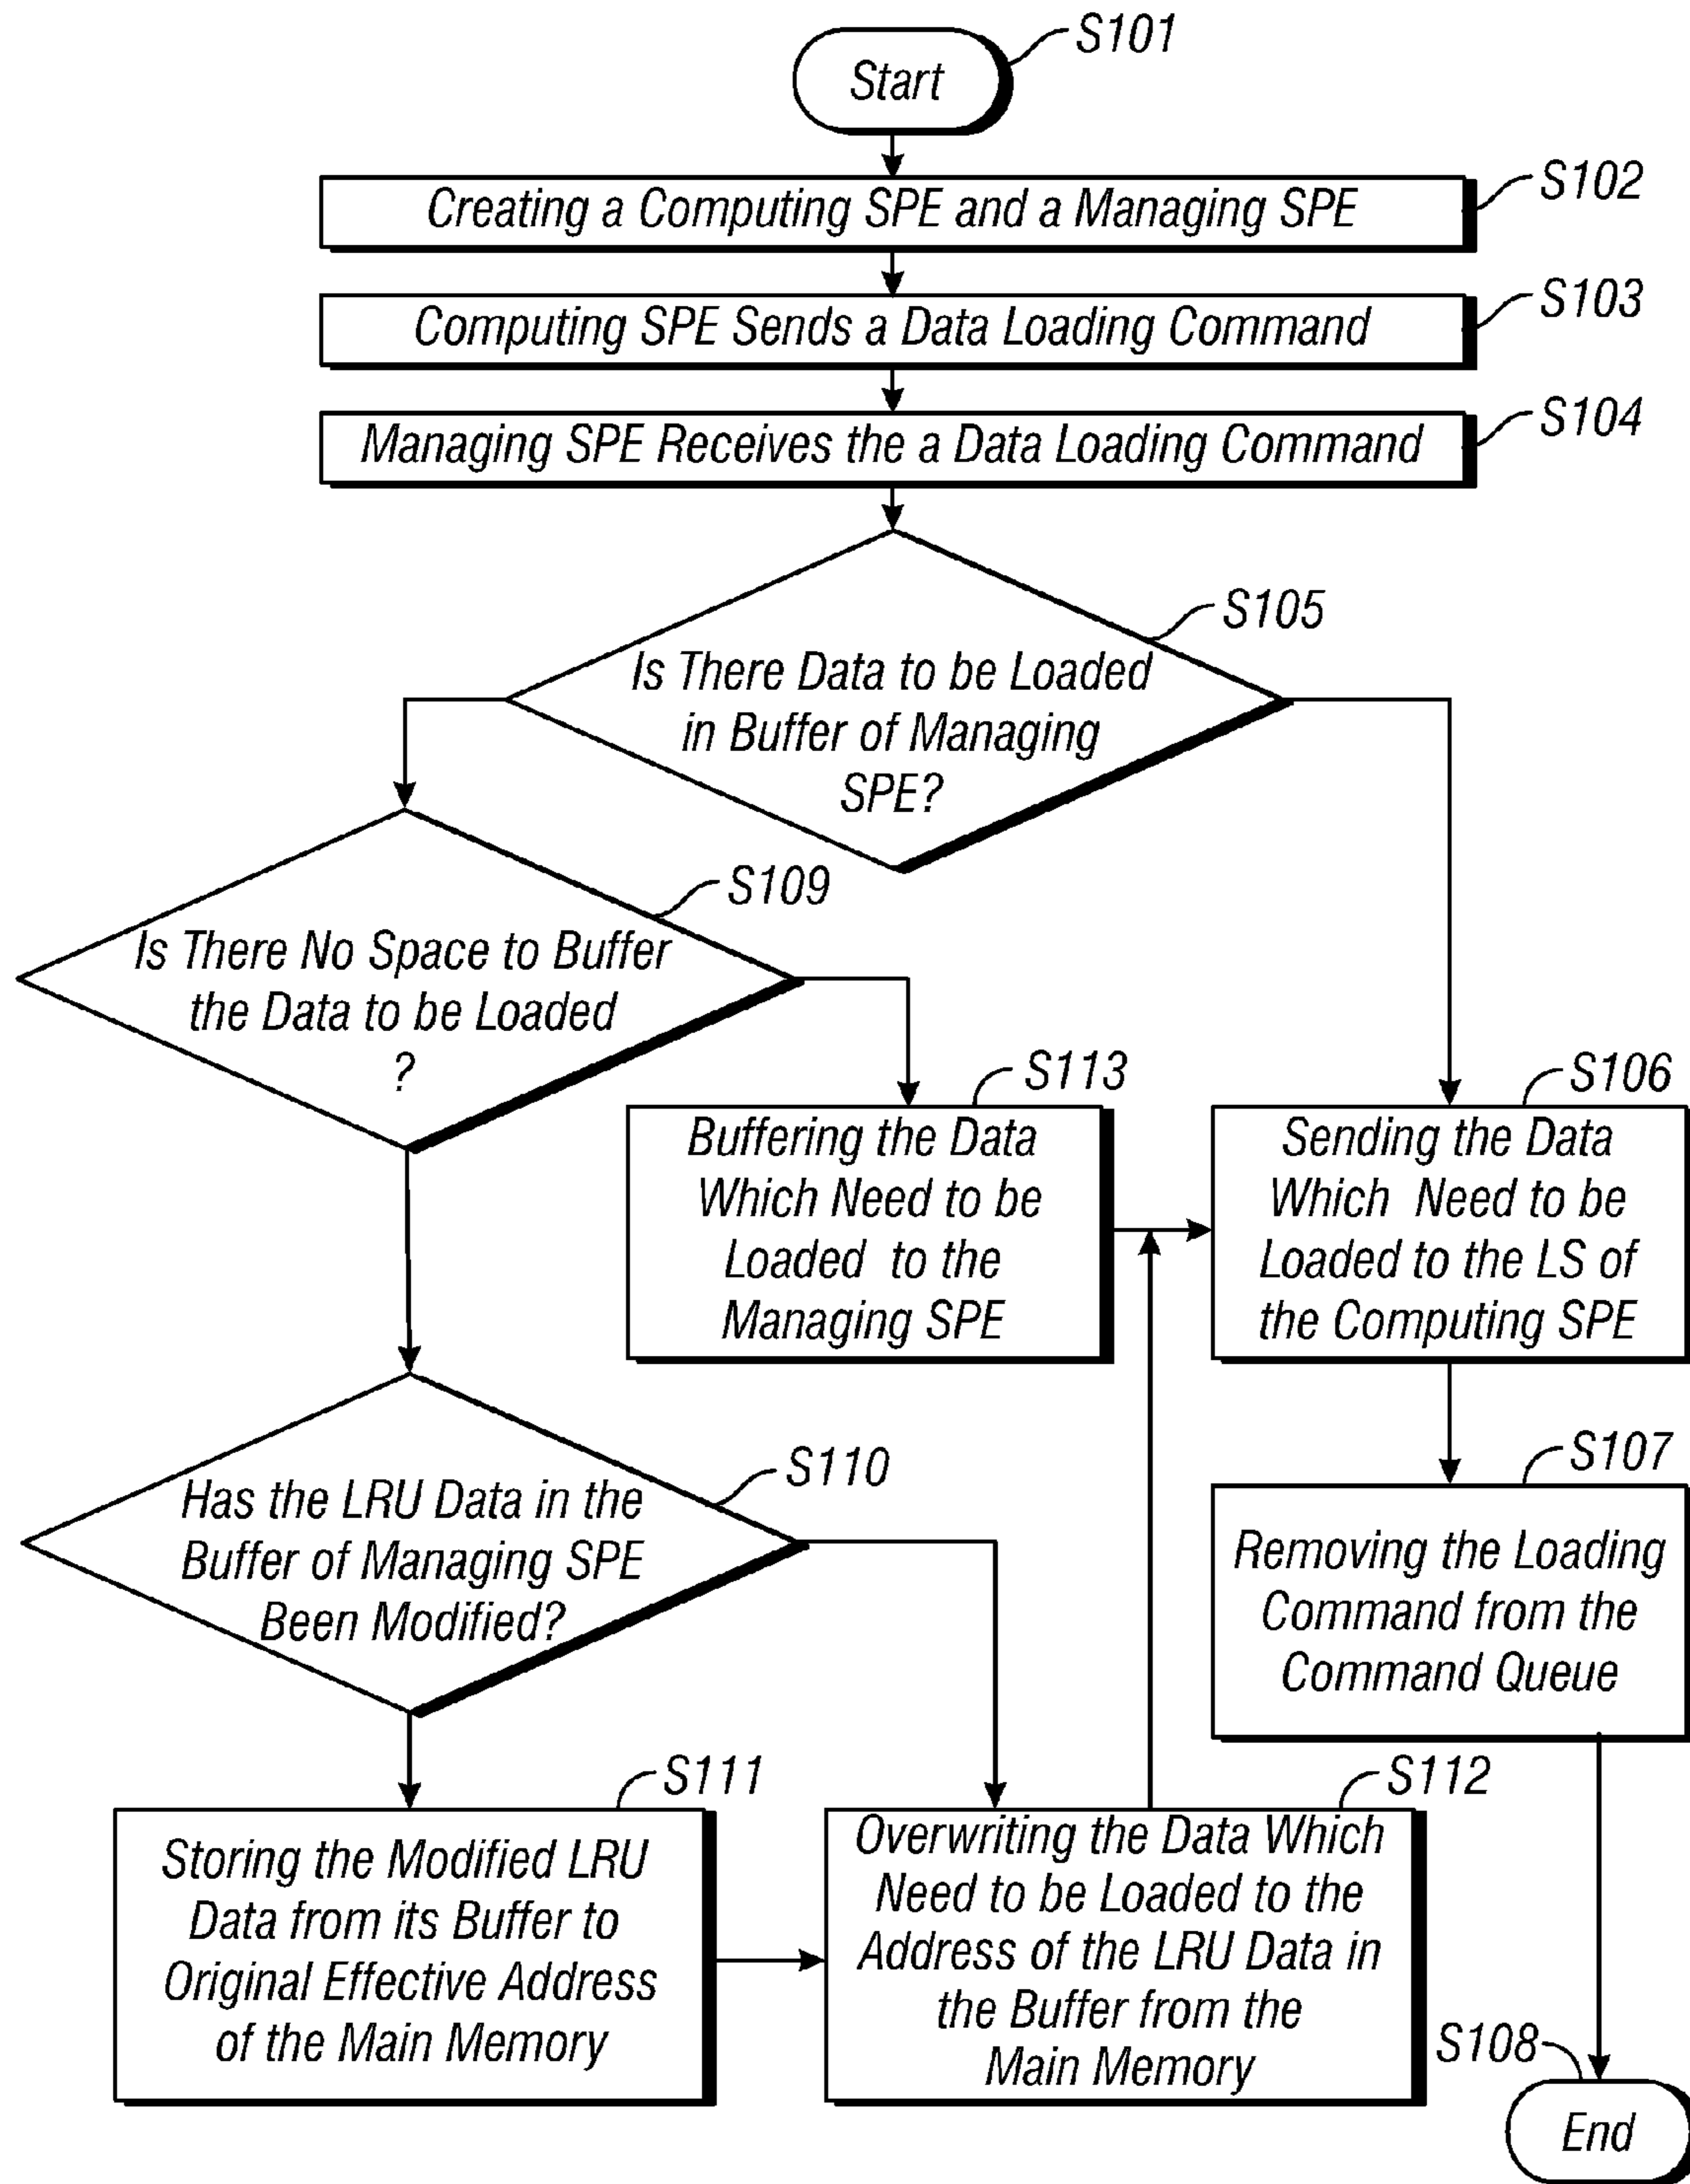 Start
S101
Creating a Computing SPE and a Managing SPE
S102
Computing SPE Sends a Data Loading Command
S103
Managing SPE Receives the a Data Loading Command
S104
S105
Is There Data to be Loaded
in Buffer of Managing
SPE?
S109
Is There No Space to Buffer
the Data to be Loaded
?
S113
Buffering the Data
Which Need to be
Loaded to the
Managing SPE
S106
Sending the Data
Which Need to be
Loaded to the LS of
the Computing SPE
S110
Has the LRU Data in the
Buffer of Managing SPE
Been Modified?
S107
Removing the Loading
Command from the
Command Queue
S111
Storing the Modified LRU
Data from its Buffer to
Original Effective Address
of the Main Memory
S112
Overwriting the Data Which
Need to be Loaded to the
Address of the LRU Data in
the Buffer from the
Main Memory
S108
End